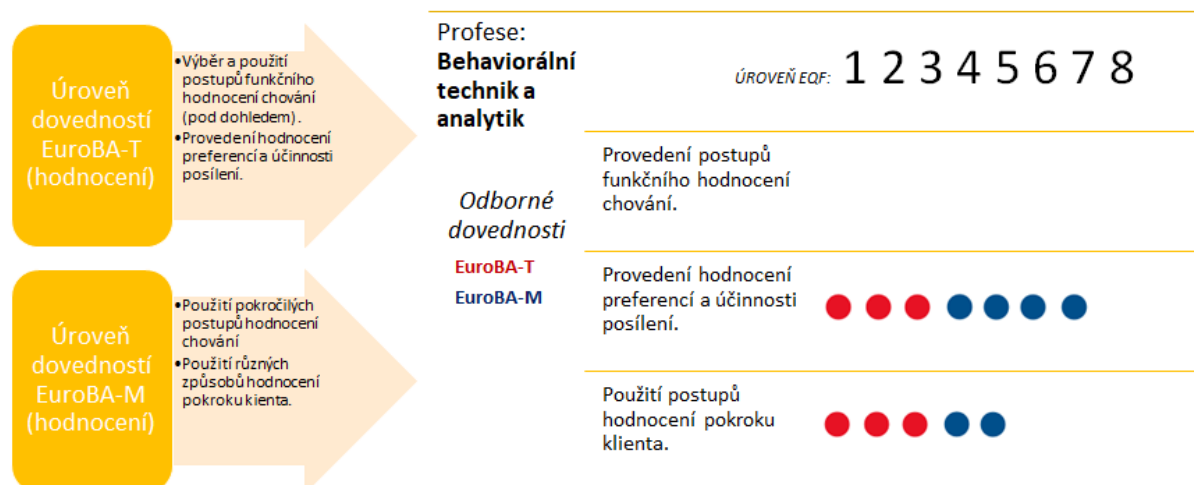 Úroveň
dovedností
EuroBA-T
(hodnocení)
•Výběr a použití
postupů funkčního
hodnocení chování
(pod dohledem).
•Provedení hodnocení
preferencí a účinnosti
posílení.
Úroveň
dovedností
EuroBA-M
(hodnocení)
•Použití pokročilých
postupů hodnocení
chování
•Použití různých
způsobů hodnocení
pokroku klienta.
Profese:
Behaviorální
technik a
analytik
ÚROVEŇ EQF: 1 2 3 4 5 6 7 8
Odborné
dovednosti
EuroBA-T
EuroBA-M
Provedení postupů
funkčního hodnocení
chování.
Provedení hodnocení
preferencí a účinnosti
posílení.
Použití postupů
hodnocení pokroku
klienta.